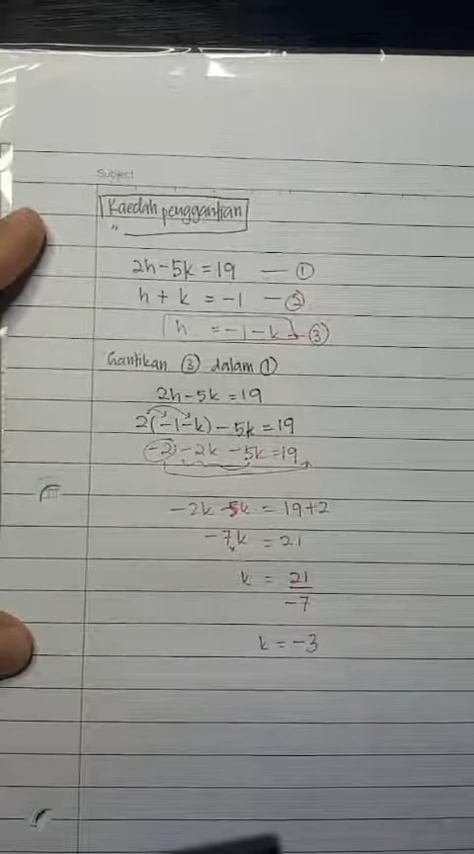 Subject
Kaedah penggantian
"
2h - 5k = 19 — ①
h + k = -1 — ②
h = -1 - k — ③
Gantikan ③ dalam ①
2h - 5k = 19
2(-1-k) - 5k = 19
-2 - 2k - 5k = 19
-2k - 5k = 19 + 2
-7k = 21
k = 21
-7
k = -3